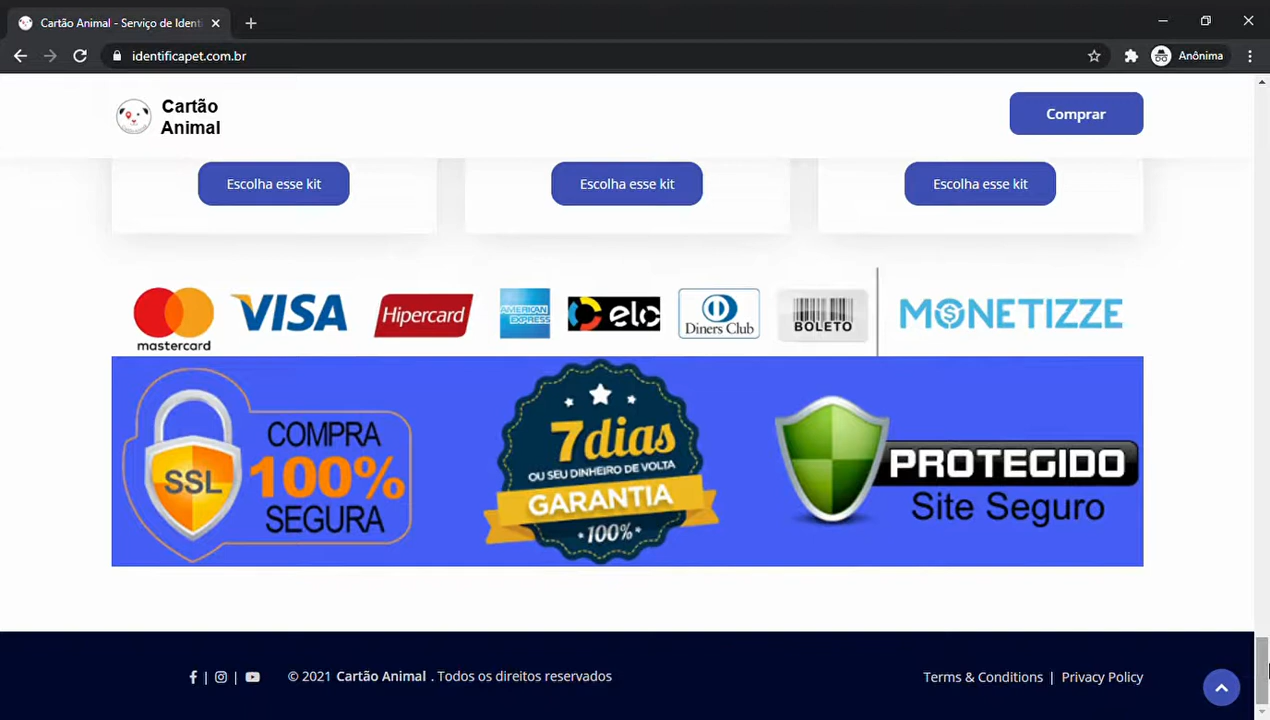 Cartão Animal - Serviço de Ident
identificapet.com.br
Anônima
Cartão
Animal
Comprar
Escolha esse kit
Escolha esse kit
Escolha esse kit
mastercard
VISA
Hipercard
AMERICAN
EXPRESS
elo
Diners Club
BOLETO
MONETIZZE
SSL
COMPRA
100%
SEGURA
7dias
OU SEU DINHEIRO DE VOLTA
GARANTIA
100%
PROTEGIDO
Site Seguro
© 2021 Cartão Animal . Todos os direitos reservados
Terms & Conditions | Privacy Policy